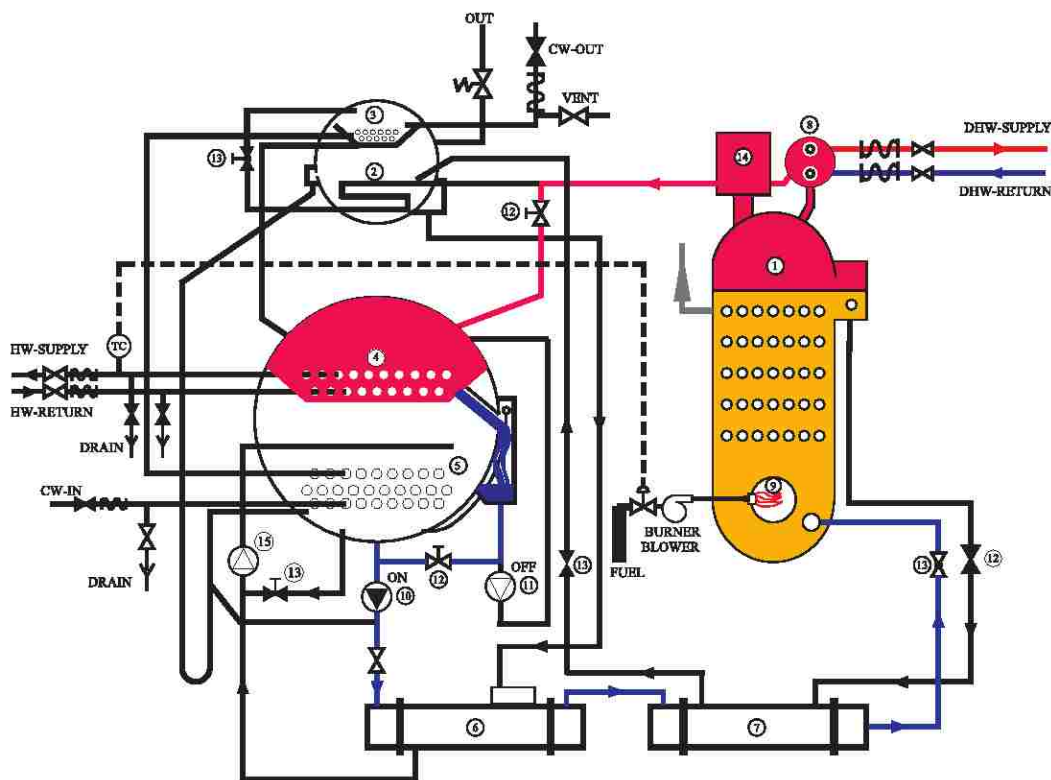 OUT
CW-OUT
VENT
3
8
DHW-SUPPLY
13
14
2
DHW-RETURN
12
1
TC
HW-SUPPLY
4
HW-RETURN
DRAIN
5
CW-IN
9
BURNER
BLOWER
15
FUEL
DRAIN
13
ON
10
12
OFF
11
13
13
12
6
7